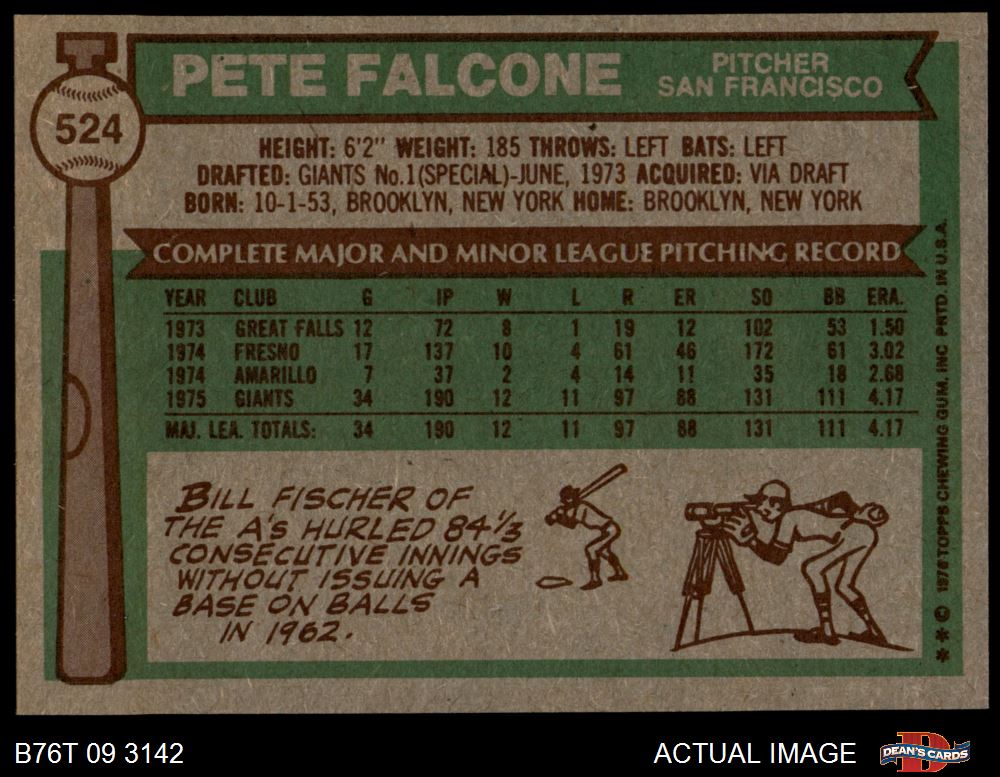 524
PETE FALCONE
PITCHER
SAN FRANCISCO
HEIGHT: 6'2" WEIGHT: 185 THROWS: LEFT BATS: LEFT
DRAFTED: GIANTS No.1(SPECIAL)-JUNE, 1973 ACQUIRED: VIA DRAFT
BORN: 10-1-53, BROOKLYN, NEW YORK HOME: BROOKLYN, NEW YORK
COMPLETE MAJOR AND MINOR LEAGUE PITCHING RECORD
YEAR CLUB G IP W L R ER SO BB ERA.
1973 GREAT FALLS 12 72 8 1 19 12 102 53 1.50
1974 FRESNO 17 137 10 4 61 46 172 61 3.02
1974 AMARILLO 7 37 2 4 14 11 35 18 2.68
1975 GIANTS 34 190 12 11 97 88 131 111 4.17
MAJ. LEA. TOTALS: 34 190 12 11 97 88 131 111 4.17
BILL FISCHER OF
THE A's HURLED 84⅓
CONSECUTIVE INNINGS
WITHOUT ISSUING A
BASE ON BALLS
IN 1962.
* * © 1976 TOPPS CHEWING GUM, INC PRTD. IN U.S.A.
B76T 09 3142
ACTUAL IMAGE
DEAN'S CARDS